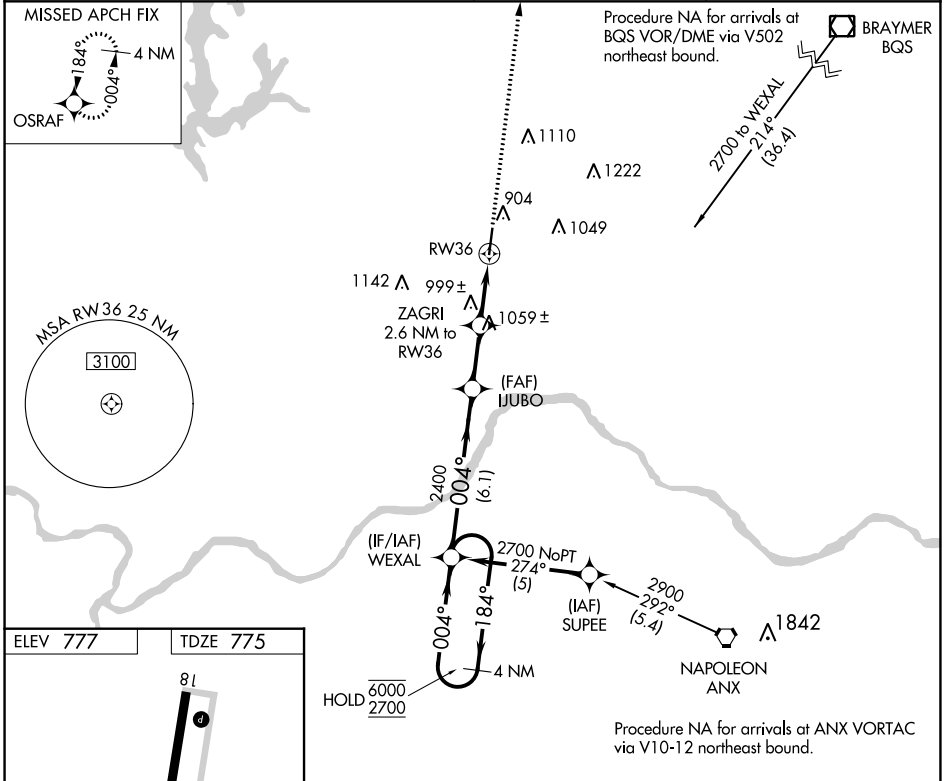 MISSED APCH FIX
184°
4 NM
004°
OSRAF
Procedure NA for arrivals at
BQS VOR/DME via V502
northeast bound.
BRAYMER
BQS
2700 to WEXAL
214°
(36.4)
1110
1222
904
1049
RW36
1142
999±
ZAGRI
2.6 NM to
RW36
1059±
MSA RW36 25 NM
3100
(FAF)
IJUBO
2400
004°
(6.1)
(IF/IAF)
WEXAL
2700 NoPT
274°
(5)
(IAF)
SUPEE
2900
292°
(5.4)
1842
NAPOLEON
ANX
004°
184°
4 NM
HOLD 6000
2700
Procedure NA for arrivals at ANX VORTAC
via V10-12 northeast bound.
ELEV 777
TDZE 775
18
P